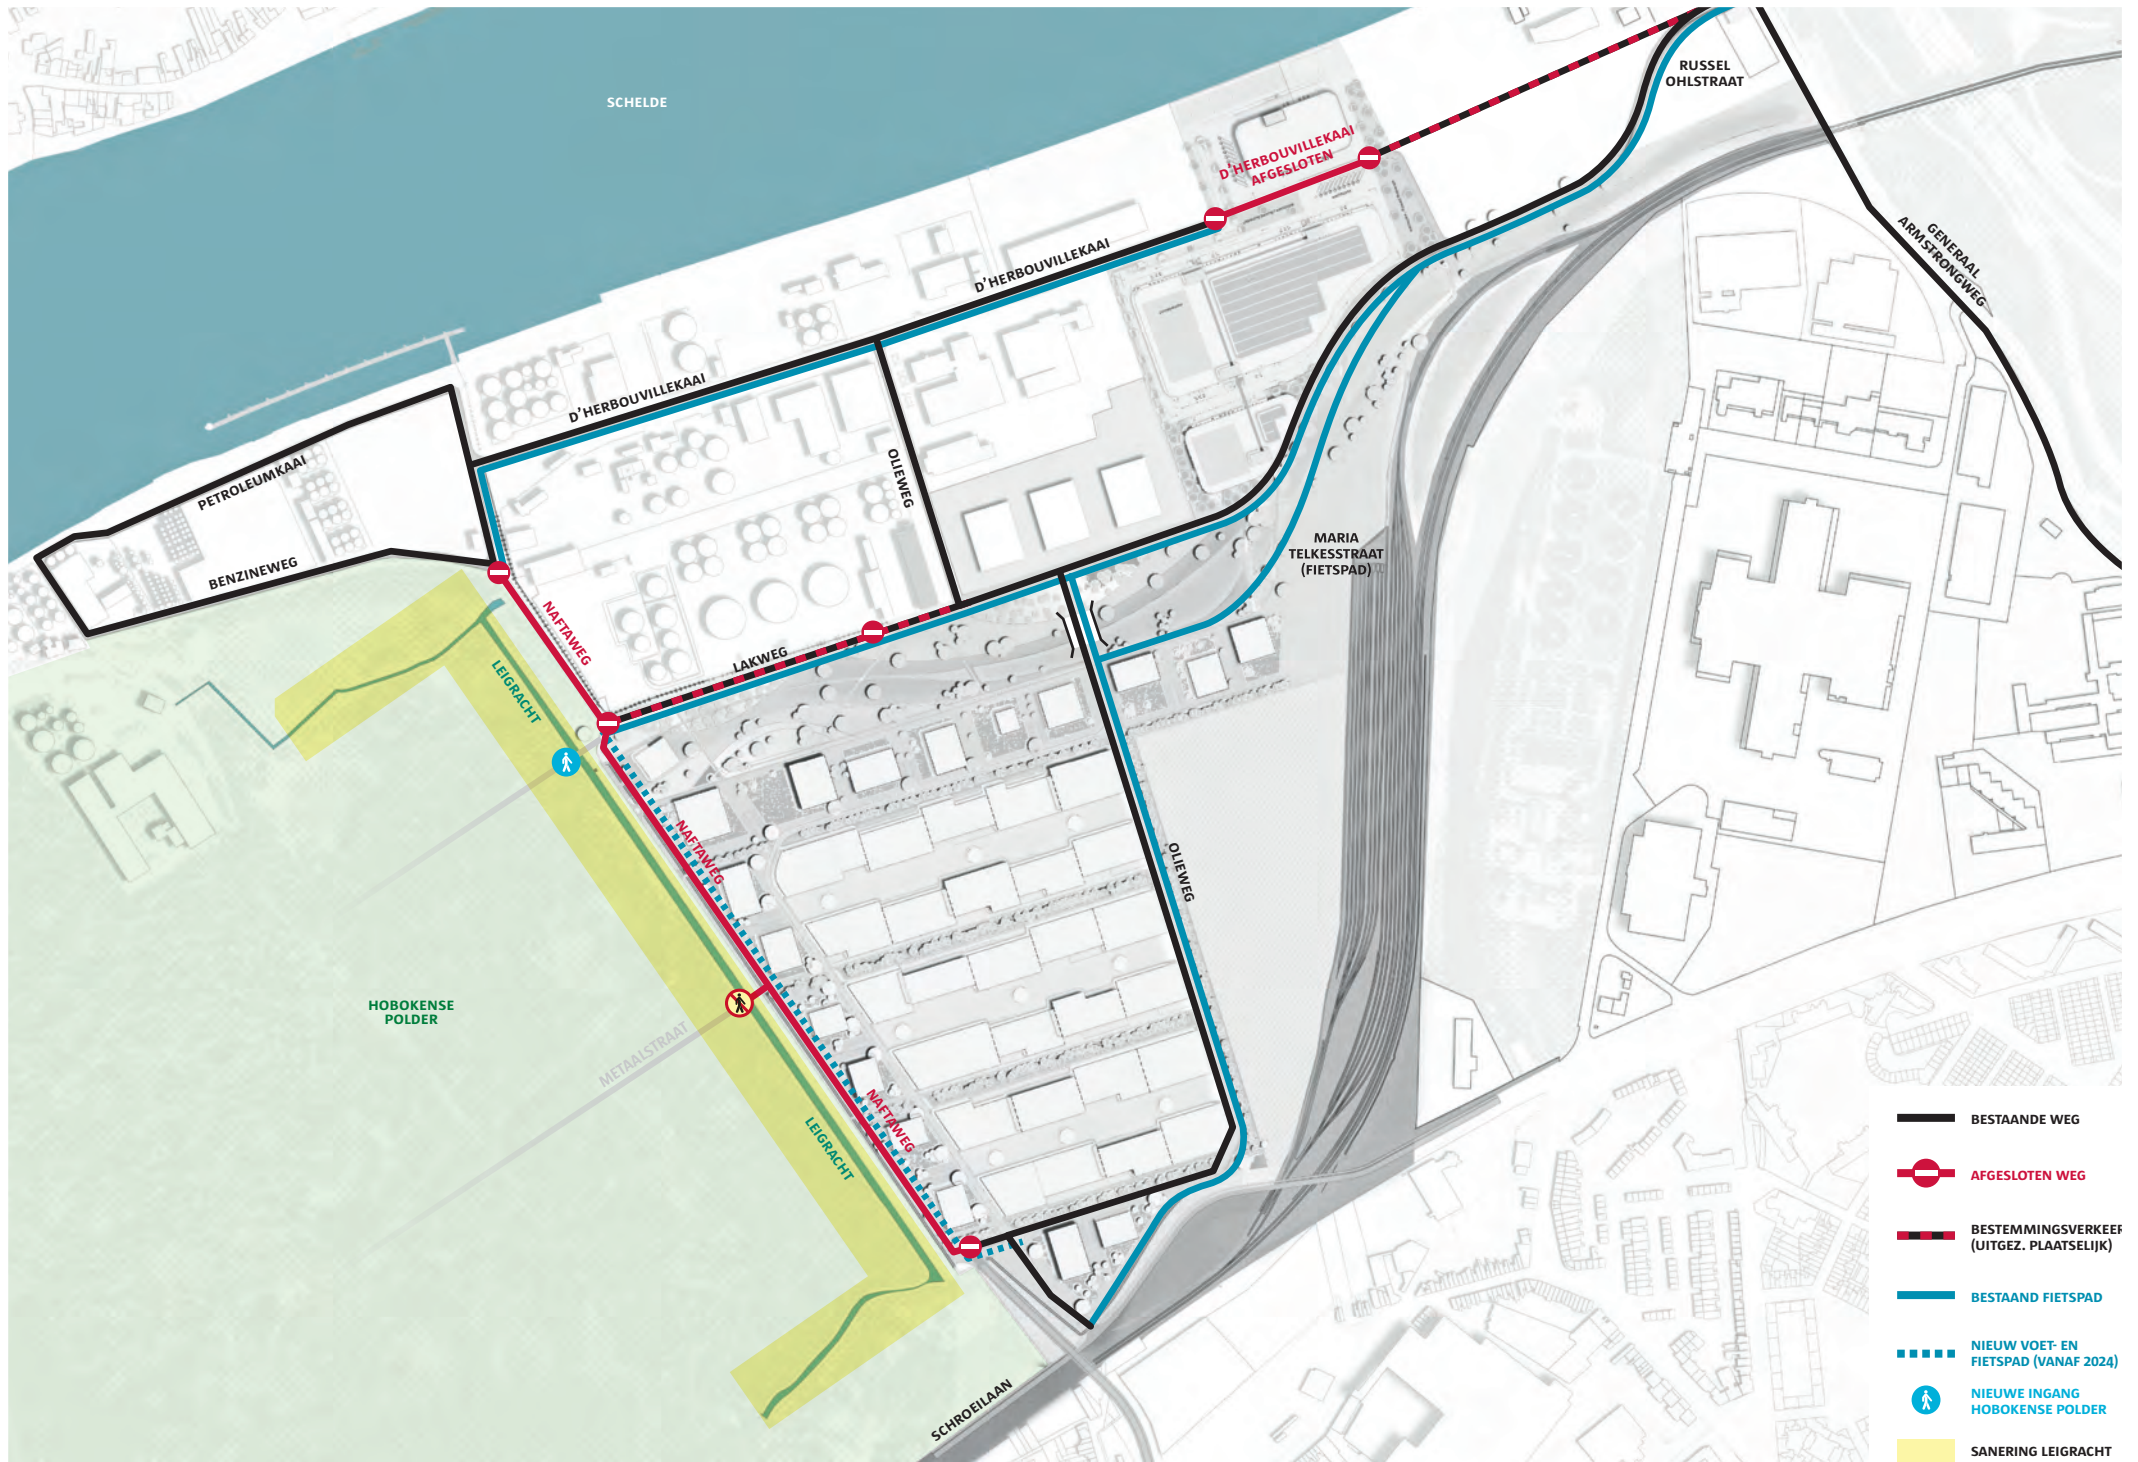 SCHELDE
RUSSEL
OHLSTRAAT
D'HERBOUVILLEKAAI
AFGESLOTEN
GENERAAL
ARMSTRONGWEG
D'HERBOUVILLEKAAI
D'HERBOUVILLEKAAI
PETROLEUMKAAI
OLIEWEG
BENZINEWEG
MARIA
TELKESSTRAAT
(FIETSPAD)
NAFTAWEG
LAKWEG
LEIGRACHT
NAFTAWEG
OLIEWEG
HOBOKENSE
POLDER
METAALSTRAAT
NAFTAWEG
LEIGRACHT
SCHROEILAAN
BESTAANDE WEG
AFGESLOTEN WEG
BESTEMMINGSVERKEER
(UITGEZ. PLAATSELIJK)
BESTAAND FIETSPAD
NIEUW VOET- EN
FIETSPAD (VANAF 2024)
NIEUWE INGANG
HOBOKENSE POLDER
SANERING LEIGRACHT